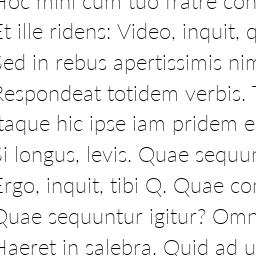 Hoc mihi cum tuo fratre con
Et ille ridens: Video, inquit, q
Sed in rebus apertissimis nim
Respondeat totidem verbis. T
Itaque hic ipse iam pridem e
Si longus, levis. Quae sequun
Ergo, inquit, tibi Q. Quae con
Quae sequuntur igitur? Omn
Haeret in salebra. Quid ad u